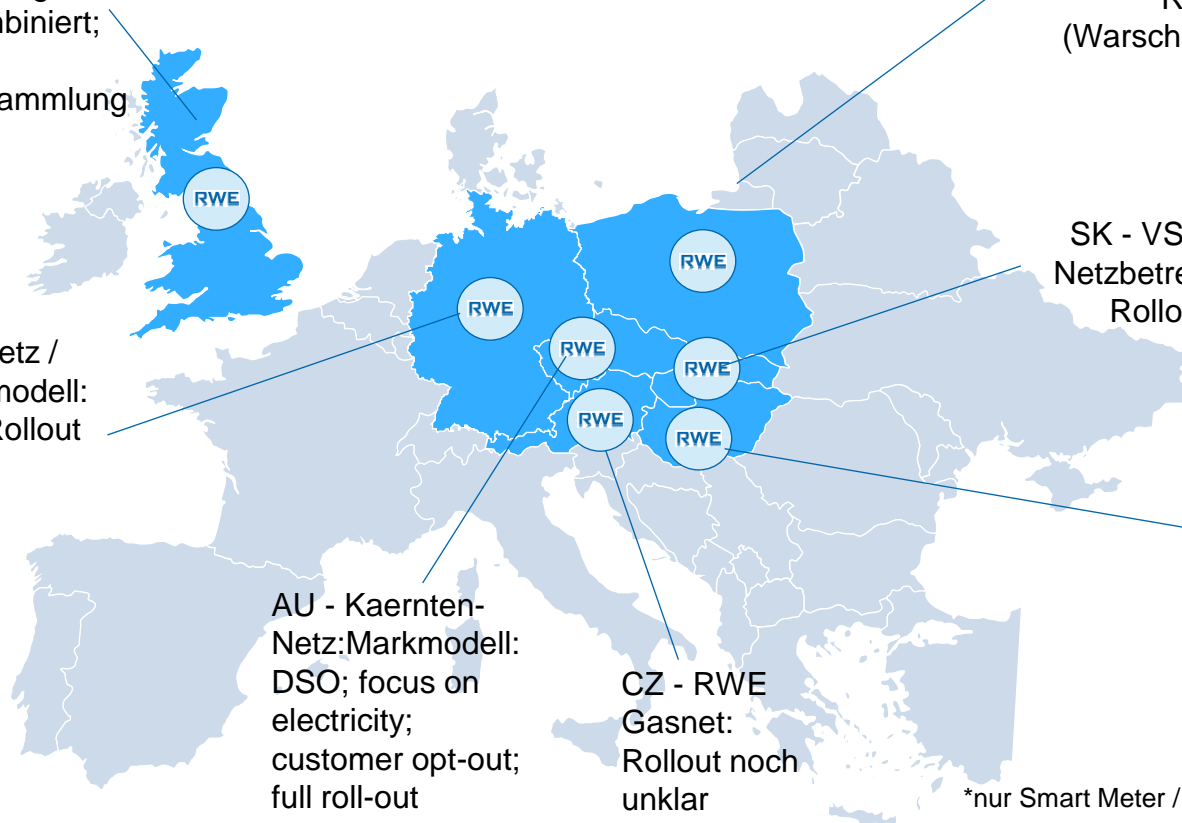 mbiniert;
ammlung
(Warsch
RWE
RWE
SK - VS
Netzbetre
Rollo
RWE
RWE
RWE
RWE
RWE
etz /
modell:
Rollout
AU - Kaernten-
Netz:Markmodell:
DSO; focus on
electricity;
customer opt-out;
full roll-out
CZ - RWE
Gasnet:
Rollout noch
unklar
*nur Smart Meter /